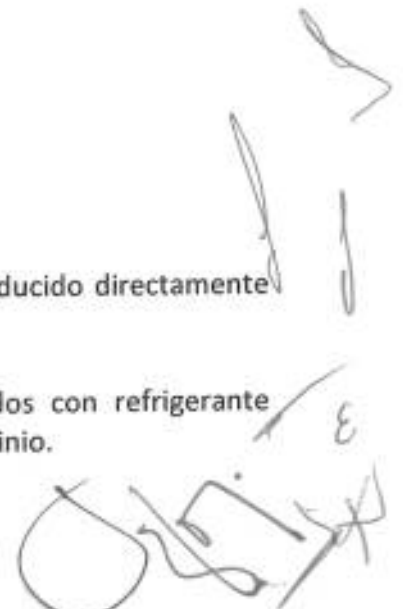 ducido directamente
los con refrigerante
inio.